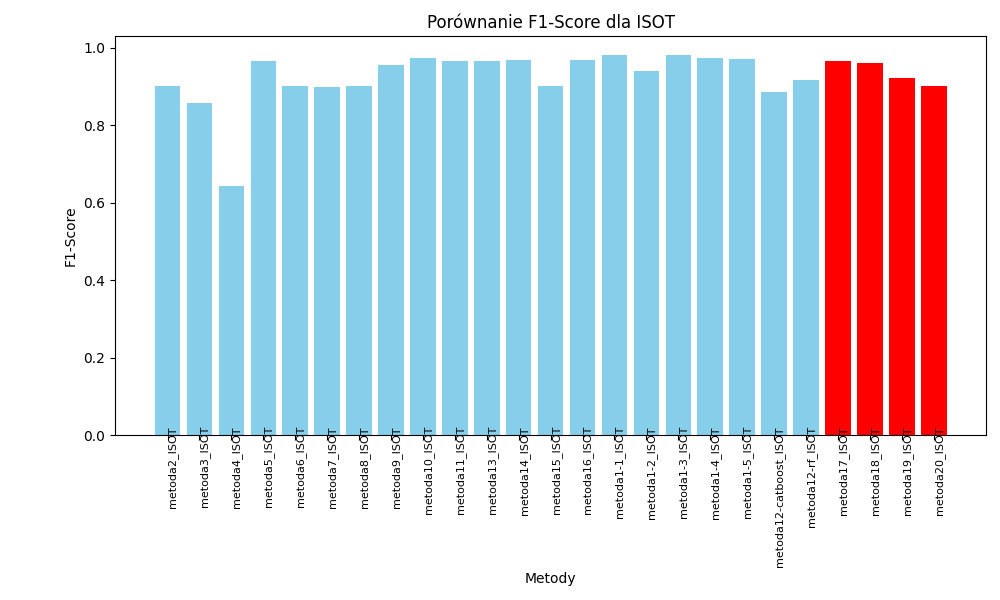 Porównanie F1-Score dla ISOT
F1-Score
1.0
0.8
0.6
0.4
0.2
0.0
metoda2_ISOT
metoda3_ISOT
metoda4_ISOT
metoda5_ISOT
metoda6_ISOT
metoda7_ISOT
metoda8_ISOT
metoda9_ISOT
metoda10_ISOT
metoda11_ISOT
metoda13_ISOT
metoda14_ISOT
metoda15_ISOT
metoda16_ISOT
metoda1-1_ISOT
metoda1-2_ISOT
metoda1-3_ISOT
metoda1-4_ISOT
metoda1-5_ISOT
metoda12-catboost_ISOT
metoda12-rf_ISOT
metoda17_ISOT
metoda18_ISOT
metoda19_ISOT
metoda20_ISOT
Metody